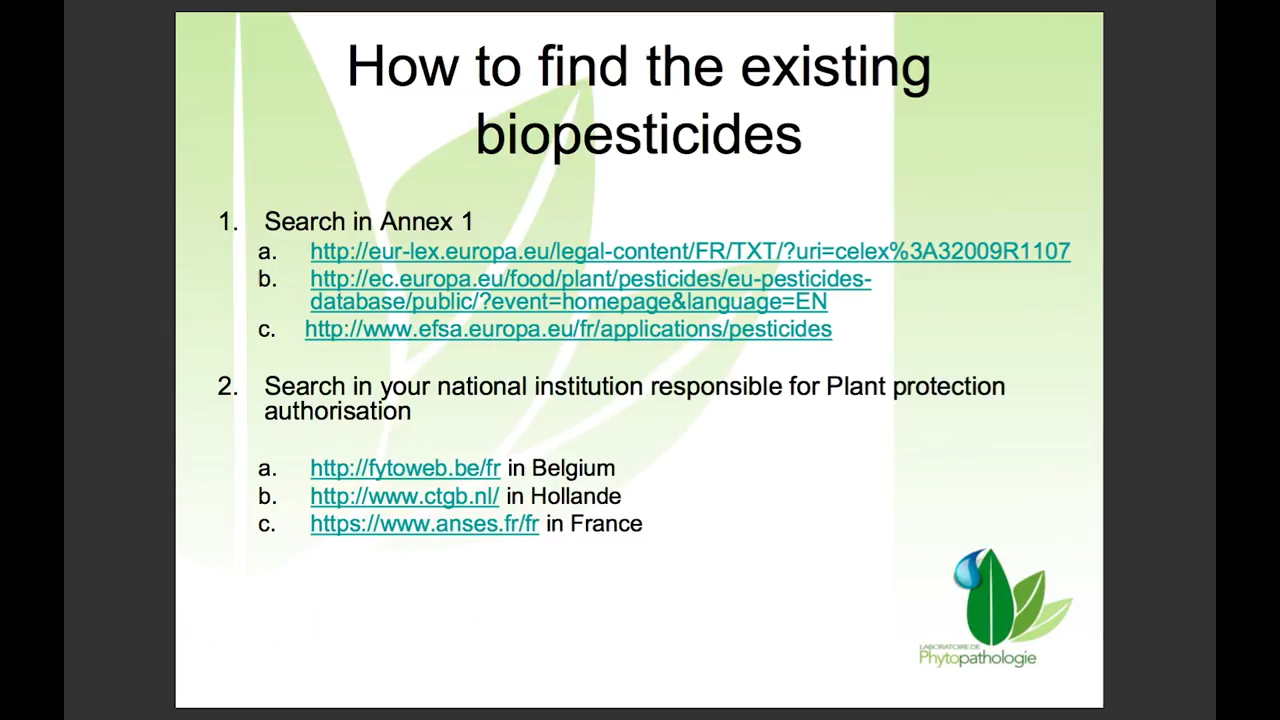 How to find the existing
biopesticides
1. Search in Annex 1
a. http://eur-lex.europa.eu/legal-content/FR/TXT/?uri=celex%3A32009R1107
b. http://ec.europa.eu/food/plant/pesticides/eu-pesticides-
database/public/?event=homepage&language=EN
c. http://www.efsa.europa.eu/fr/applications/pesticides
2. Search in your national institution responsible for Plant protection
authorisation
a. http://fytoweb.be/fr in Belgium
b. http://www.ctgb.nl/ in Hollande
c. https://www.anses.fr/fr in France
LABORATOIRE DE
Phytopathologie